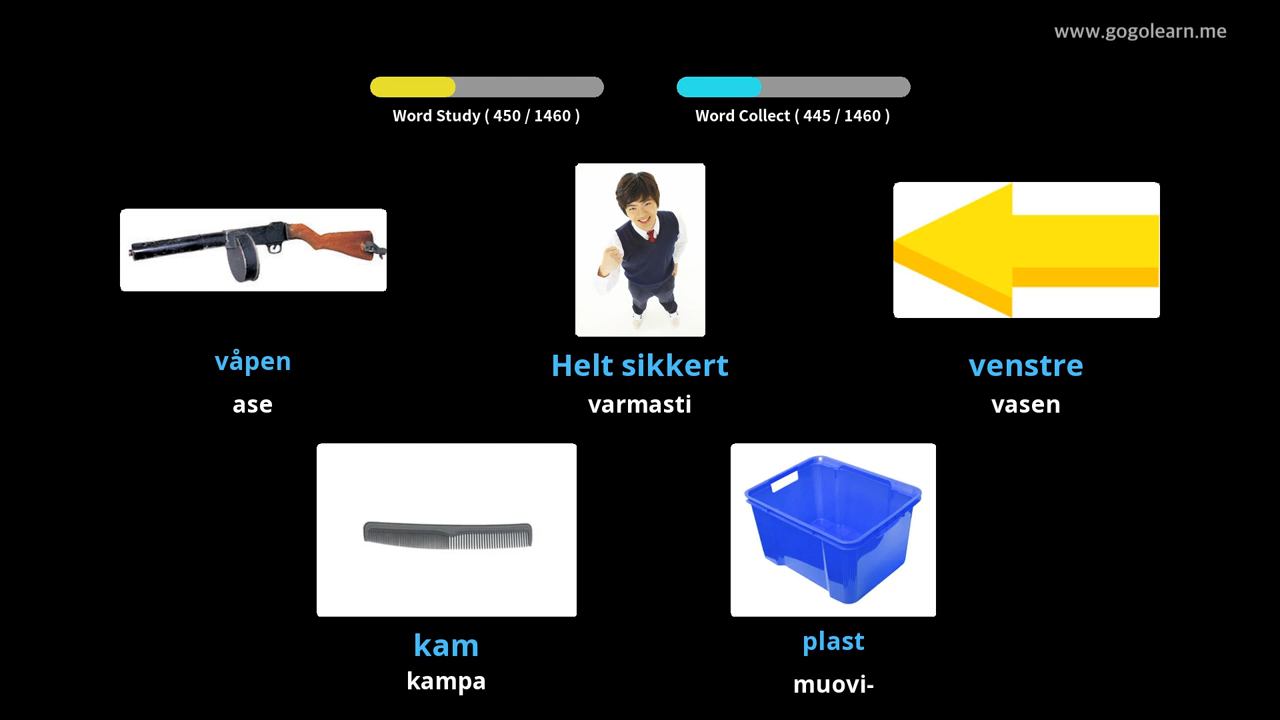 www.gogolearn.me
Word Study ( 450 / 1460 )
Word Collect ( 445 / 1460 )
våpen
ase
Helt sikkert
varmasti
venstre
vasen
kam
kampa
plast
muovi-